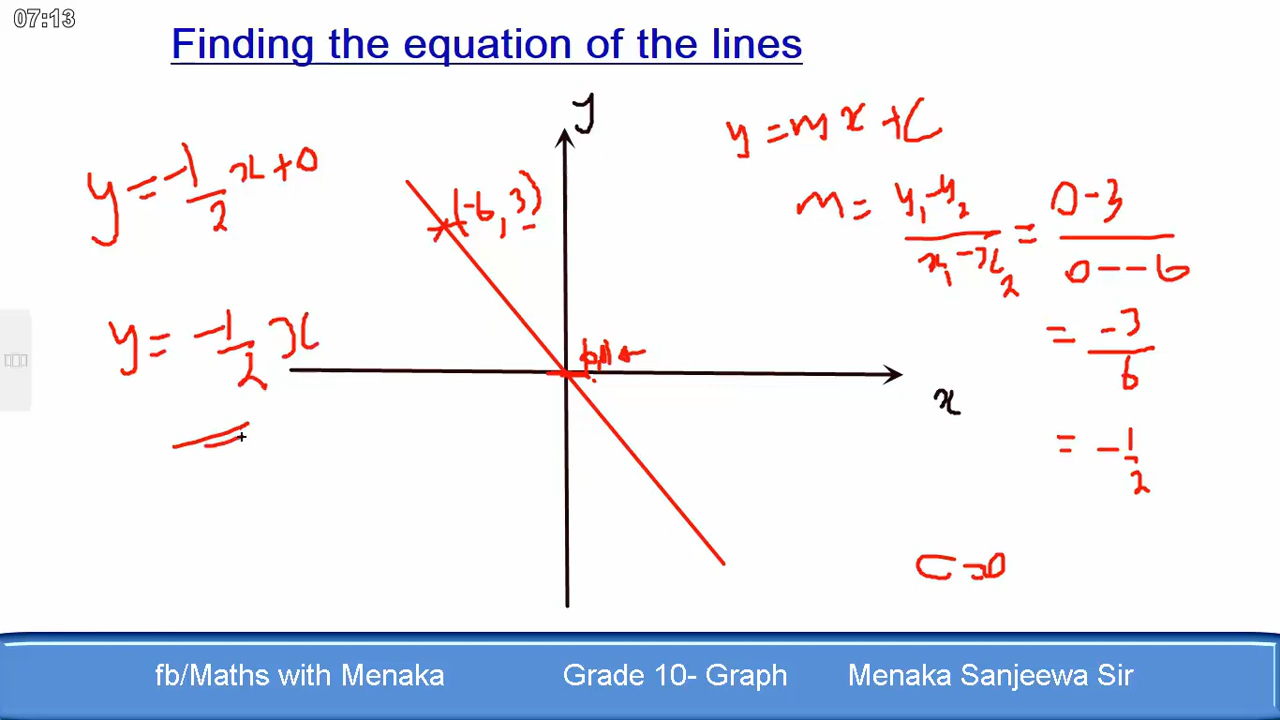 07:13
Finding the equation of the lines
y = -1/2 x + 0
y = -1/2 x
y
(-6, 3)
x
y = mx + c
m = y₁-y₂/x₁-x₂ = 0-3/0--6
= -3/6
= -1/2
c=0
fb/Maths with Menaka
Grade 10- Graph
Menaka Sanjeewa Sir